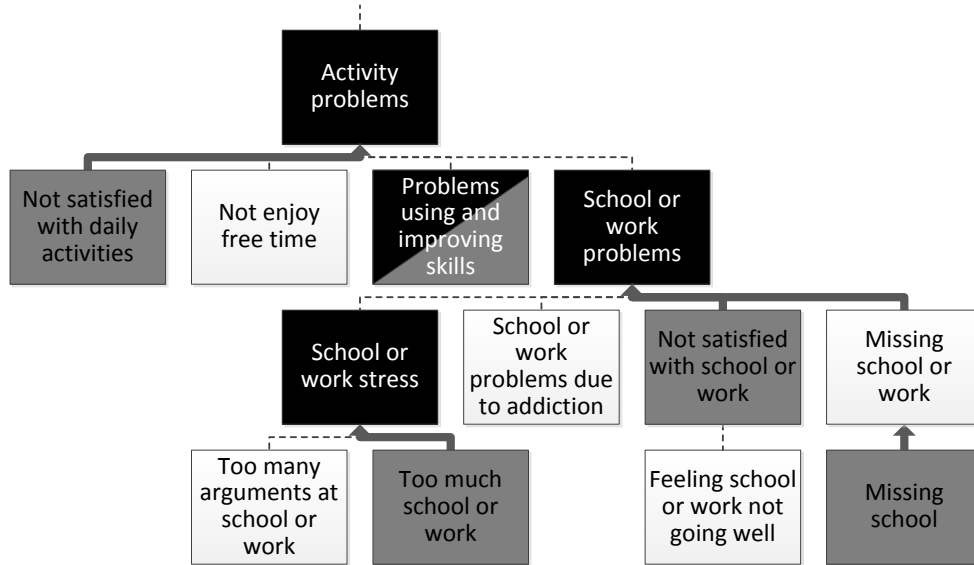 Activity
problems
Not satisfied
with daily
activities
Not enjoy
free time
Problems
using and
improving
skills
School or
work
problems
School or
work stress
School or
work
problems due
to addiction
Not satisfied
with school or
work
Missing
school or
work
Too many
arguments at
school or
work
Too much
school or
work
Feeling school
or work not
going well
Missing
school